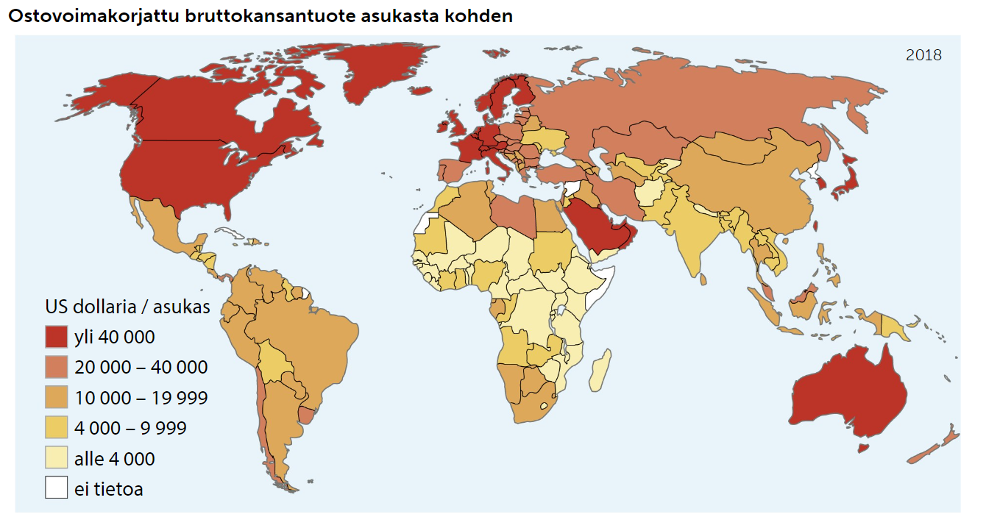 Ostovoimakorjattu bruttokansantuote asukasta kohden
2018
US dollaria / asukas
yli 40 000
20 000 – 40 000
10 000 – 19 999
4 000 – 9 999
alle 4 000
ei tietoa